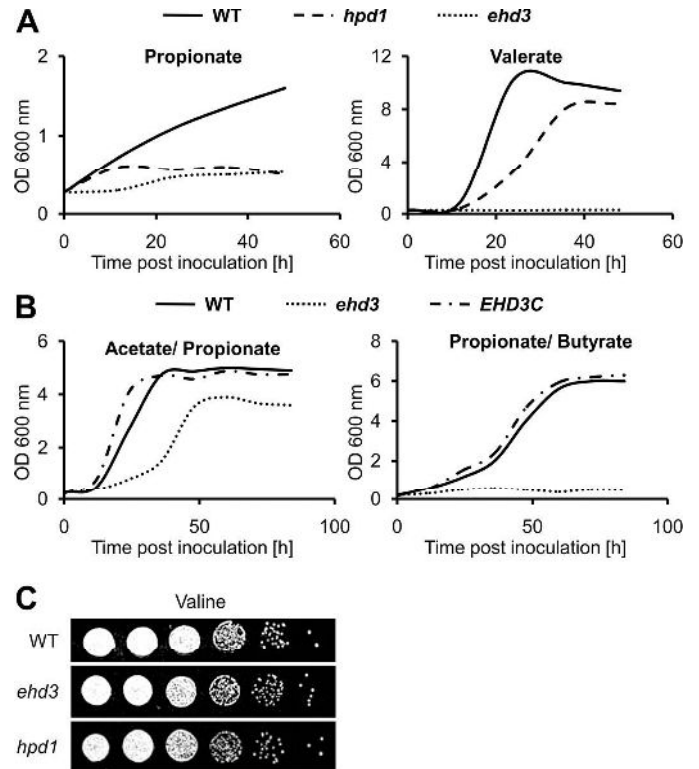 A
WT hpd1 ehd3
Propionate Valerate
2 12
8
1
4
0 0
0 20 40 60 0 20 40 60
OD 600 nm OD 600 nm
Time post inoculation [h] Time post inoculation [h]
B
WT ehd3 EHD3C
Acetate/ Propionate Propionate/ Butyrate
6 8
6
4
4
2
2
0 0
0 50 100 0 50 100
OD 600 nm OD 600 nm
Time post inoculation [h] Time post inoculation [h]
C
Valine
WT
ehd3
hpd1